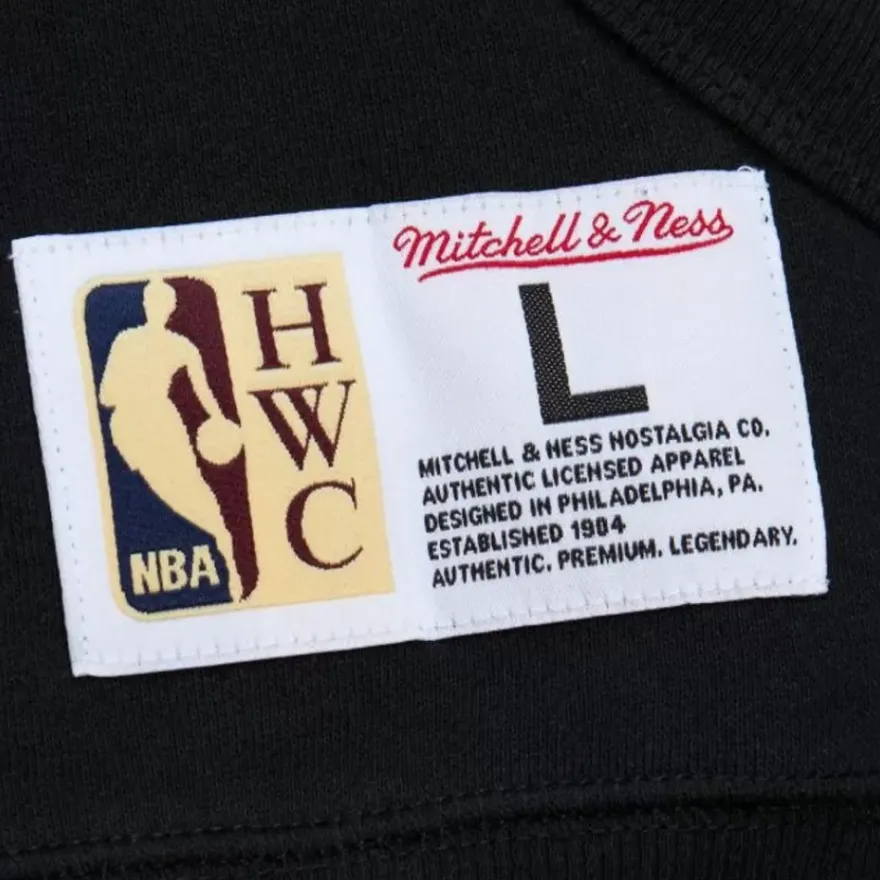 NBA
H
W
C
Mitchell & Ness
L
MITCHELL & NESS NOSTALGIA CO.
AUTHENTIC LICENSED APPAREL
DESIGNED IN PHILADELPHIA, PA.
ESTABLISHED 1904
AUTHENTIC. PREMIUM. LEGENDARY.